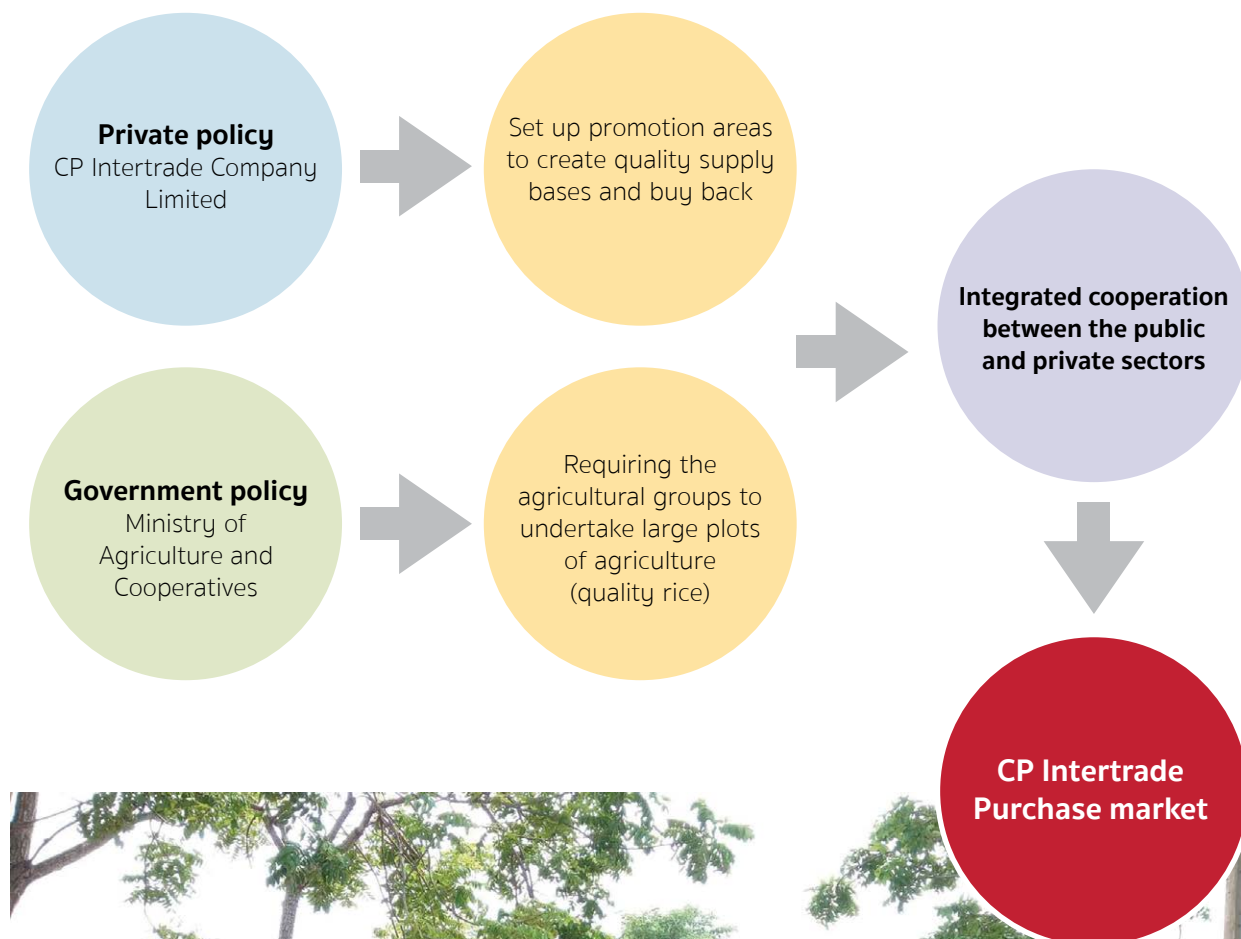 Private policy
CP Intertrade Company
Limited
Set up promotion areas
to create quality supply
bases and buy back
Government policy
Ministry of
Agriculture and
Cooperatives
Requiring the
agricultural groups to
undertake large plots
of agriculture
(quality rice)
Integrated cooperation
between the public
and private sectors
CP Intertrade
Purchase market